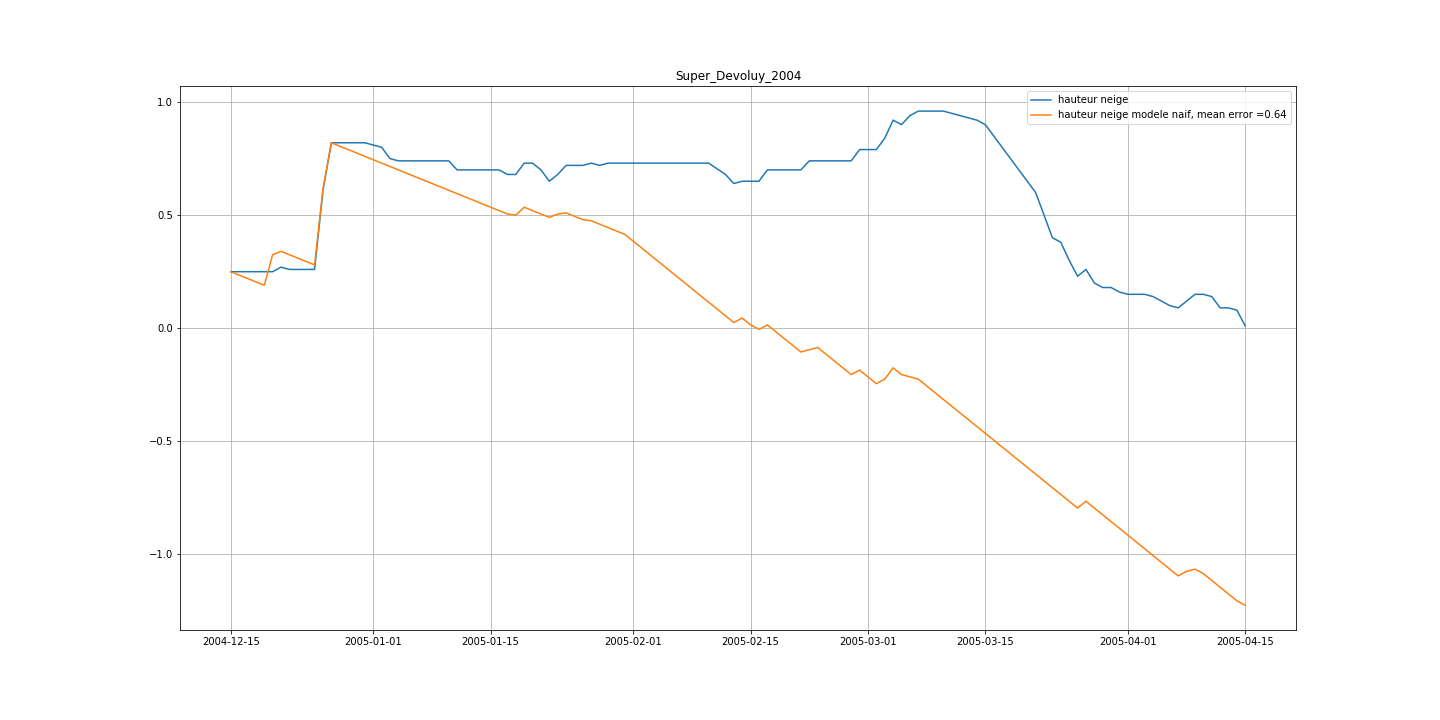 Super_Devoluy_2004
hauteur neige
hauteur neige modele naif, mean error =0.64
1.0
0.5
0.0
−0.5
−1.0
2004-12-15 2005-01-01 2005-01-15 2005-02-01 2005-02-15 2005-03-01 2005-03-15 2005-04-01 2005-04-15